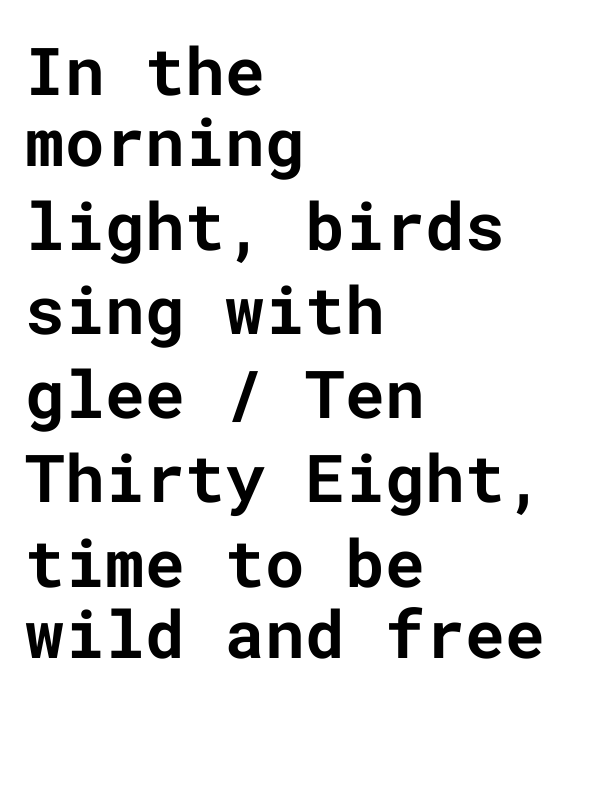 In the
morning
light, birds
sing with
glee / Ten
Thirty Eight,
time to be
wild and free